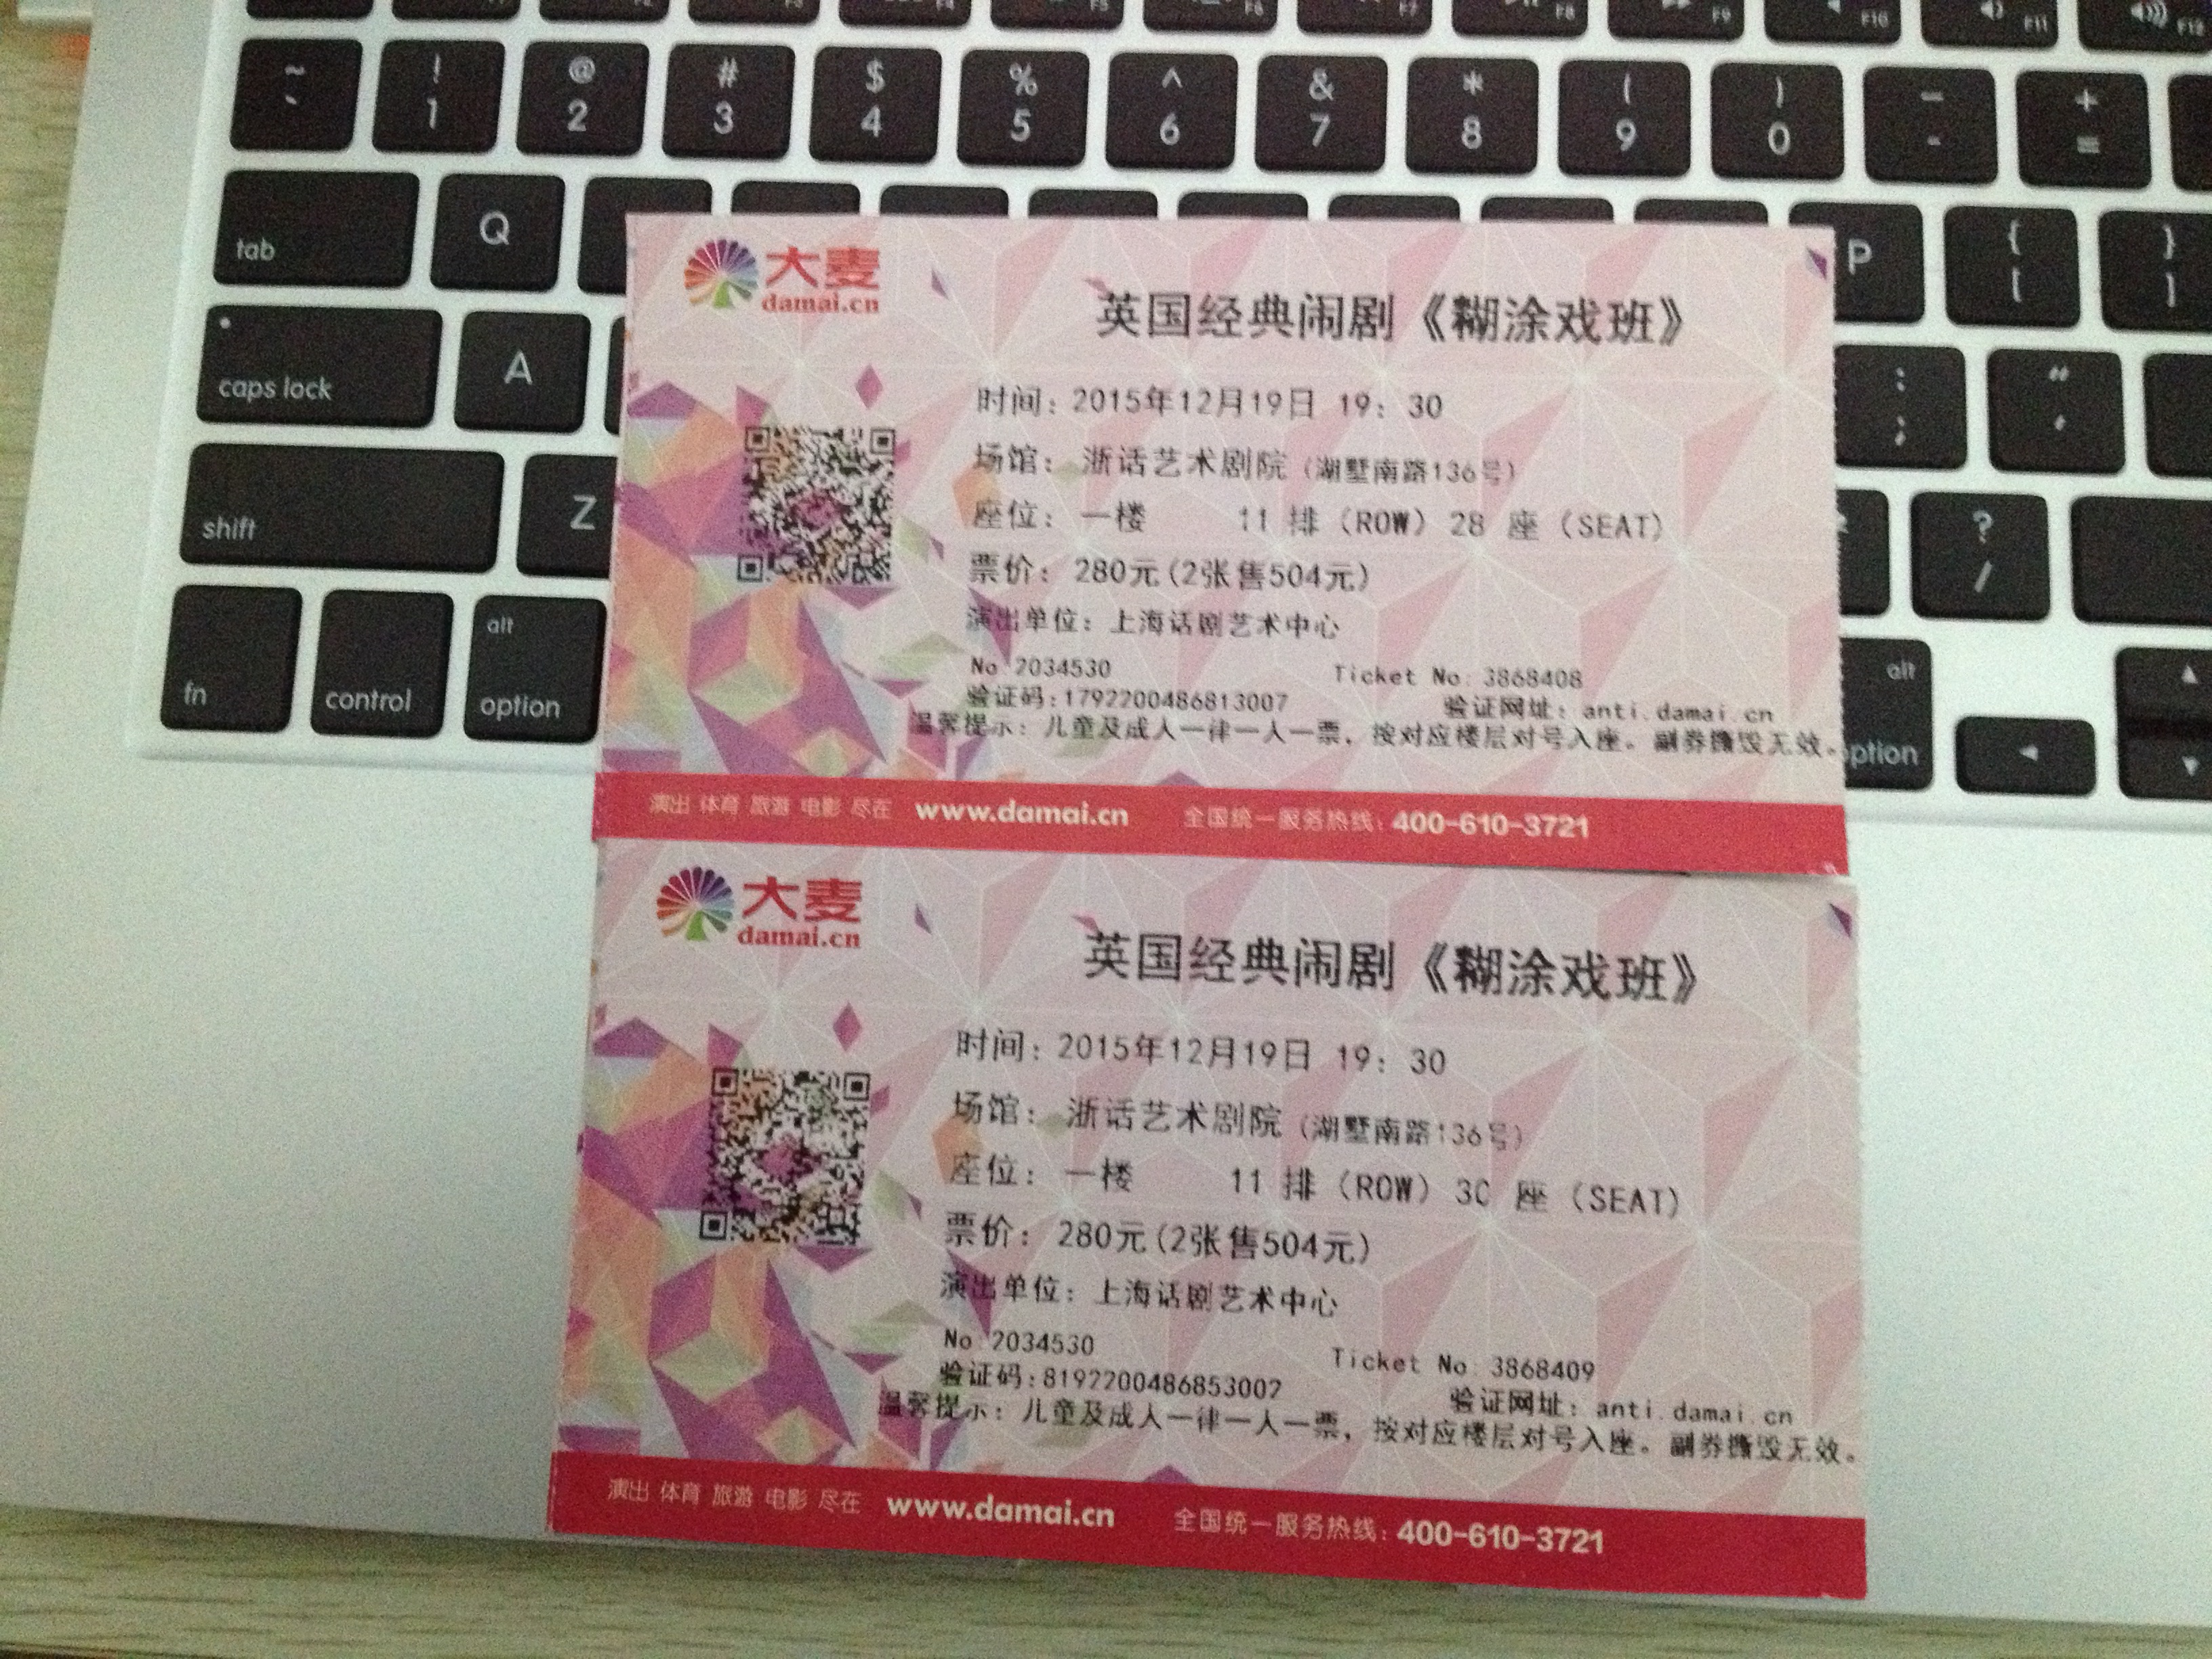 F4 F5 F6 F7 F8 F9 F10 F11 F12
~ ! @ # $ % ^ & * ( ) — +
` 1 2 3 4 5 6 7 8 9 0 - =
tab Q P { }
[ ]
caps lock A : “
; ‘
shift Z ?
/
fn control alt option alt option
大麦
damai.cn
英国经典闹剧《糊涂戏班》
时间：2015年12月19日 19：30
场馆： 浙话艺术剧院（湖墅南路136号）
座位： 一楼 11 排（ROW）28 座（SEAT）
票价： 280元(2张售504元)
演出单位：上海话剧艺术中心
No:2034530 Ticket No:3868408
验证码:1792200486813007 验证网址：anti.damai.cn
温馨提示：儿童及成人一律一人一票，按对应楼层对号入座。副券撕毁无效。
演出 体育 旅游 电影 尽在 www.damai.cn 全国统一服务热线：400-610-3721
大麦
damai.cn
英国经典闹剧《糊涂戏班》
时间：2015年12月19日 19：30
场馆： 浙话艺术剧院（湖墅南路136号）
座位： 一楼 11 排（ROW）30 座（SEAT）
票价： 280元(2张售504元)
演出单位：上海话剧艺术中心
No:2034530 Ticket No:3868409
验证码:8192200486853002 验证网址：anti.damai.cn
温馨提示：儿童及成人一律一人一票，按对应楼层对号入座。副券撕毁无效。
演出 体育 旅游 电影 尽在 www.damai.cn 全国统一服务热线：400-610-3721